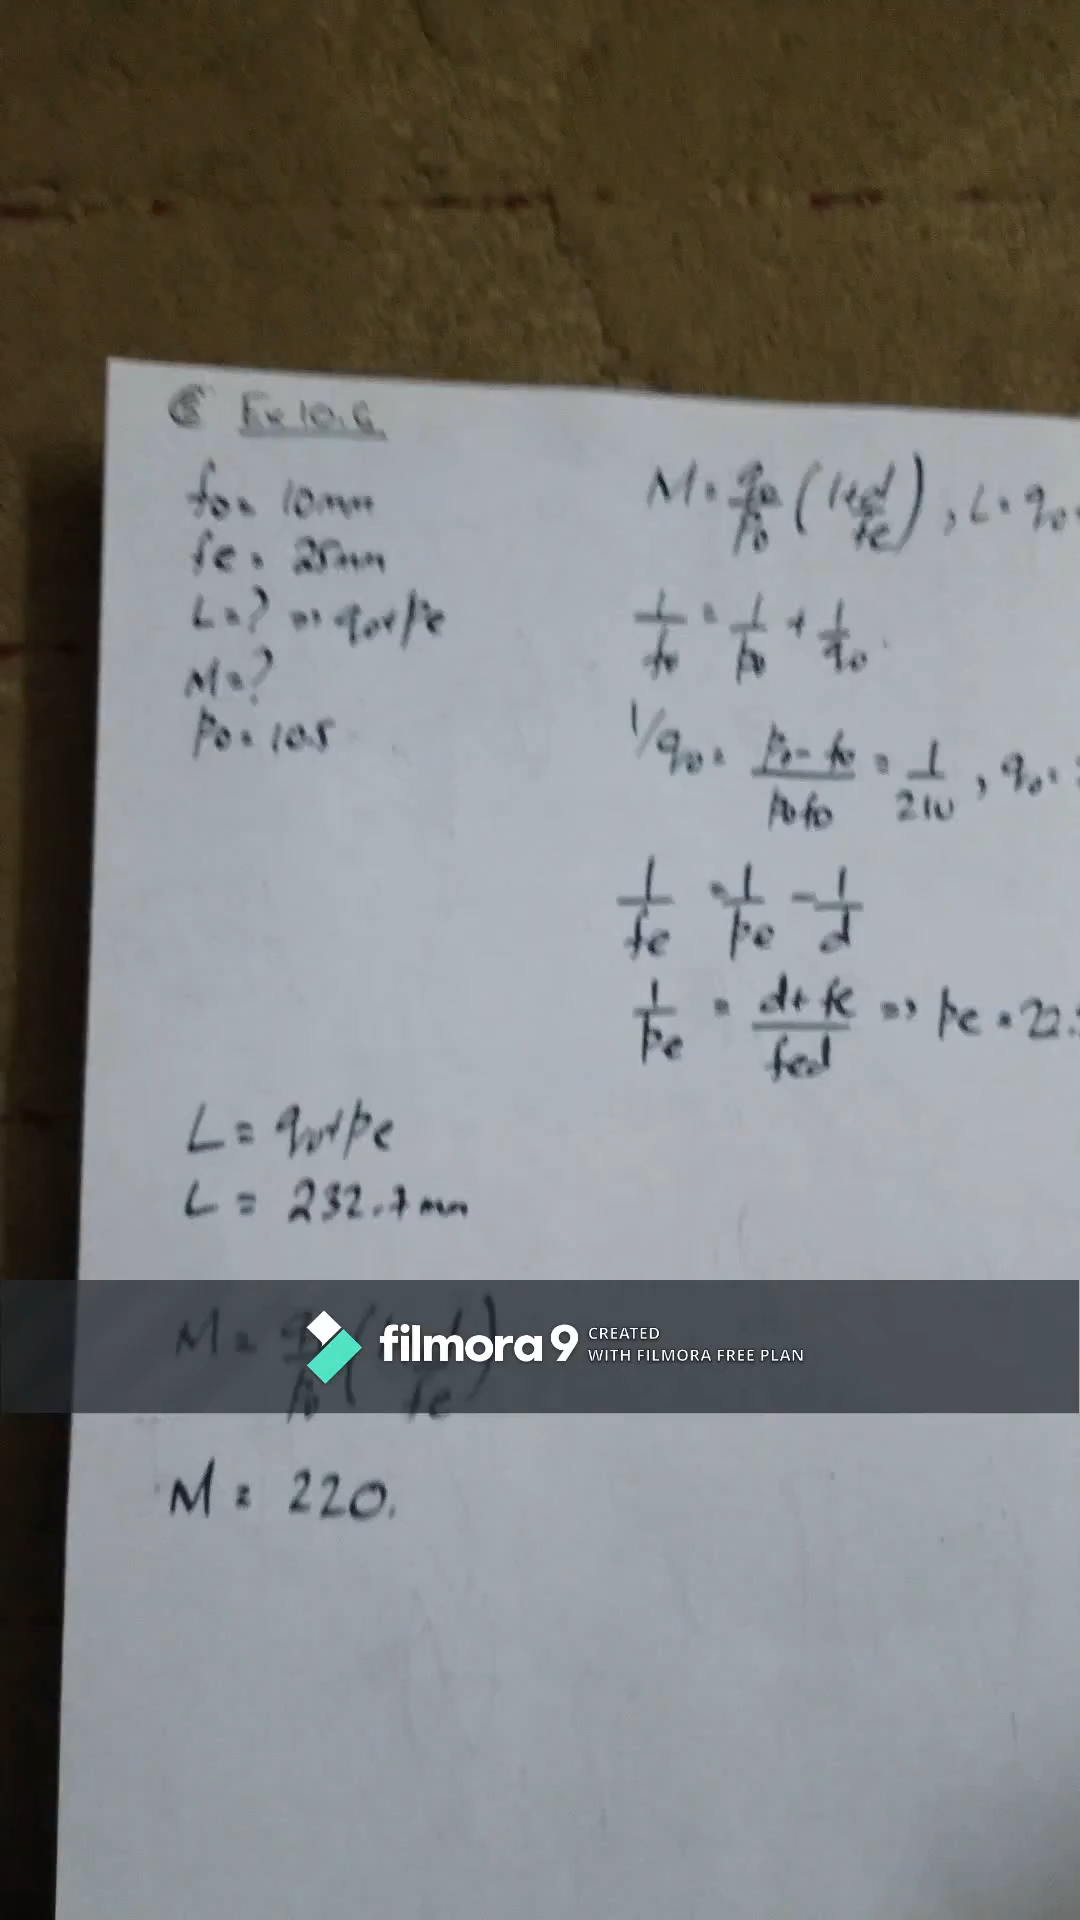 Ex 10.6
fo = 10mm
fe = 25mm
L = ? => qo+pe
M = ?
po = 10.5
M = qo/po (1+d/fe), L = qo
1/fo = 1/po + 1/qo
1/qo = po - fo / pofo = 1/210, qo =
1/fe = 1/pe - 1/d
1/pe = d+fe / fed => pe = 22.
L = qo+pe
L = 232.7 mm
M =
filmora9 CREATED
WITH FILMORA FREE PLAN
M = 220.